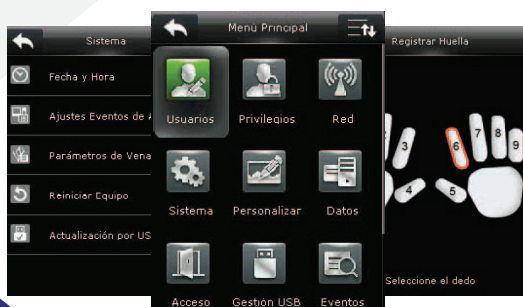 Sistema
Fecha y Hora
Ajustes Eventos de
Parámetros de Vena
Reiniciar Equipo
Actualización por US
Menú Principal
Usuarios Privilegios Red
Sistema Personalizar Datos
Acceso Gestión USB Eventos
Registrar Huella
3 6 7 8 9
4 5
Seleccione el dedo